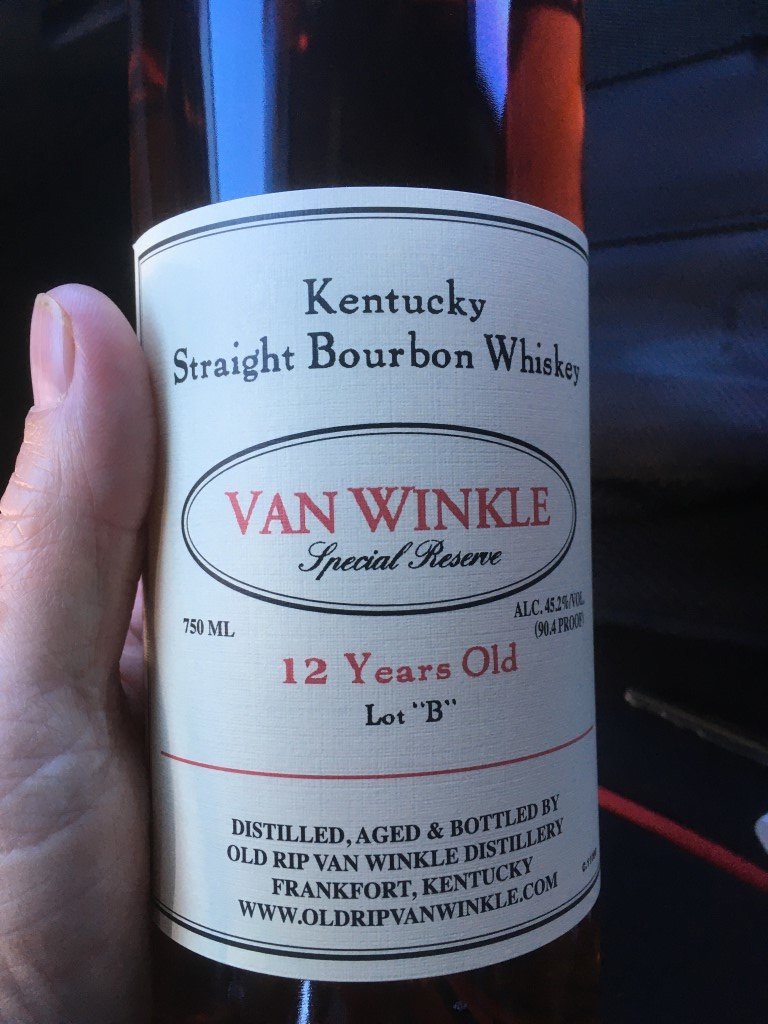 Kentucky
Straight Bourbon Whiskey
VAN WINKLE
Special Reserve
750 ML
ALC. 45.2%/VOL.
(90.4 PROOF)
12 Years Old
Lot "B"
DISTILLED, AGED & BOTTLED BY
OLD RIP VAN WINKLE DISTILLERY
FRANKFORT, KENTUCKY
WWW.OLDRIPVANWINKLE.COM